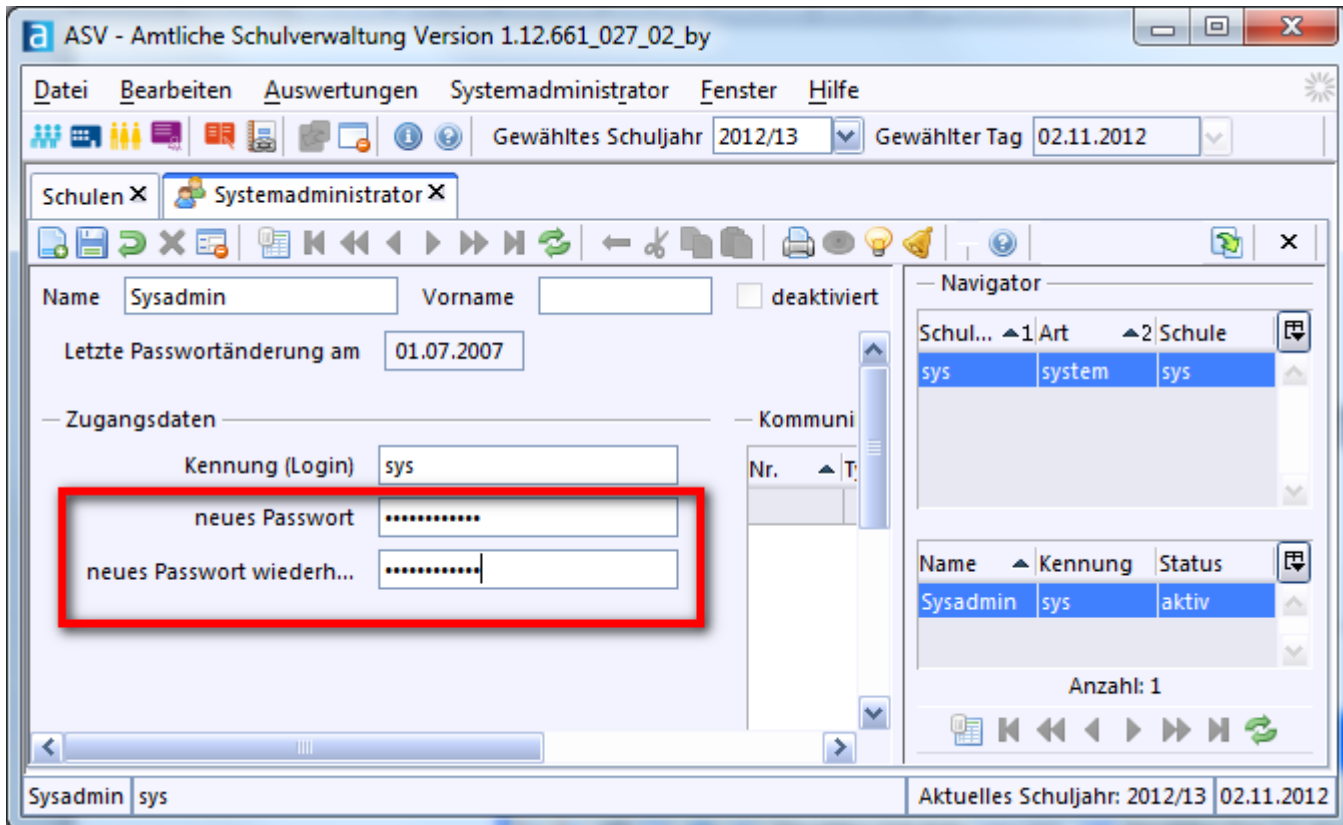 ASV - Amtliche Schulverwaltung Version 1.12.661_027_02_by
Datei Bearbeiten Auswertungen Systemadministrator Fenster Hilfe
Gewähltes Schuljahr 2012/13 Gewählter Tag 02.11.2012
Schulen Systemadministrator
Name Sysadmin Vorname deaktiviert
Letzte Passwortänderung am 01.07.2007
Zugangsdaten
Kennung (Login) sys
neues Passwort ••••••••••••
neues Passwort wiederh... ••••••••••••
Kommuni
Nr. Ty
Navigator
Schul... 1 Art 2 Schule
sys system sys
Name Kennung Status
Sysadmin sys aktiv
Anzahl: 1
Sysadmin sys Aktuelles Schuljahr: 2012/13 02.11.2012